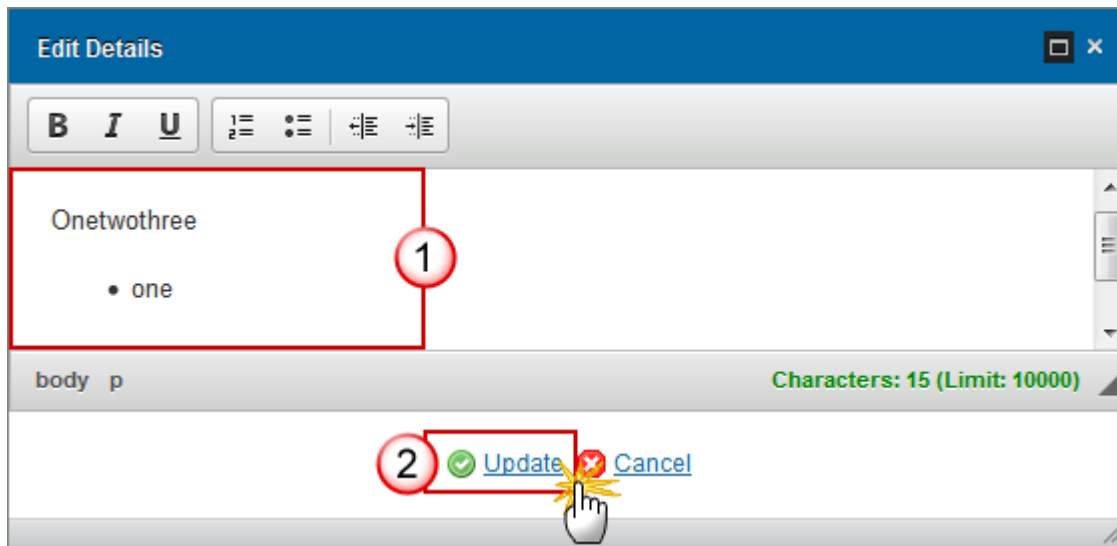 Edit Details
B I U
Onetwothree
1
• one
body p Characters: 15 (Limit: 10000)
2 Update Cancel